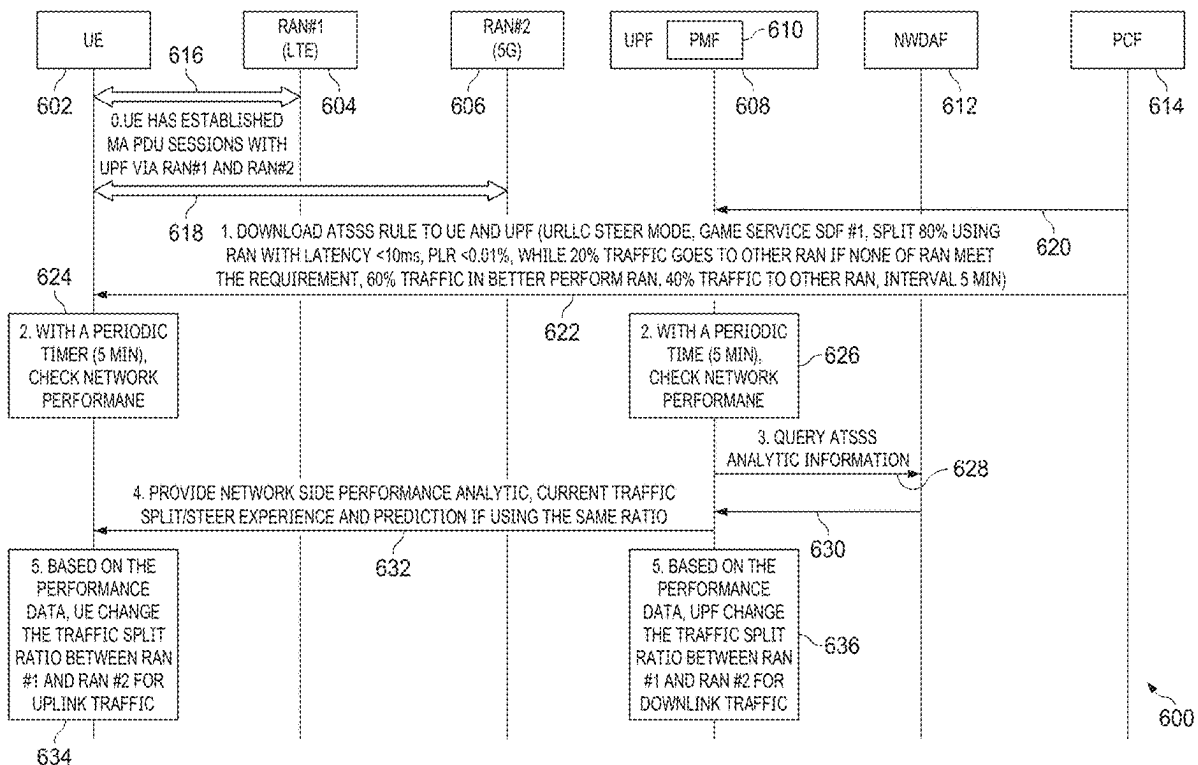 UE
RAN#1
(LTE)
RAN#2
(5G)
UPF
PMF
610
NWDAF
PCF
616
602
604
606
608
612
614
0.UE HAS ESTABLISHED
MA PDU SESSIONS WITH
UPF VIA RAN#1 AND RAN#2
618
620
1. DOWNLOAD ATSSS RULE TO UE AND UPF (URLLC STEER MODE, GAME SERVICE SDF #1, SPLIT 80% USING
RAN WITH LATENCY <10ms, PLR <0.01%, WHILE 20% TRAFFIC GOES TO OTHER RAN IF NONE OF RAN MEET
THE REQUIREMENT, 60% TRAFFIC IN BETTER PERFORM RAN. 40% TRAFFIC TO OTHER RAN, INTERVAL 5 MIN)
624
622
2. WITH A PERIODIC
TIMER (5 MIN),
CHECK NETWORK
PERFORMANE
2. WITH A PERIODIC
TIME (5 MIN),
CHECK NETWORK
PERFORMANE
626
3. QUERY ATSSS
ANALYTIC INFORMATION
628
4. PROVIDE NETWORK SIDE PERFORMANCE ANALYTIC, CURRENT TRAFFIC
SPLIT/STEER EXPERIENCE AND PREDICTION IF USING THE SAME RATIO
630
632
5. BASED ON THE
PERFORMANCE
DATA, UE CHANGE
THE TRAFFIC SPLIT
RATIO BETWEEN RAN
#1 AND RAN #2 FOR
UPLINK TRAFFIC
634
5. BASED ON THE
PERFORMANCE
DATA, UPF CHANGE
THE TRAFFIC SPLIT
RATIO BETWEEN RAN
#1 AND RAN #2 FOR
DOWNLINK TRAFFIC
636
600